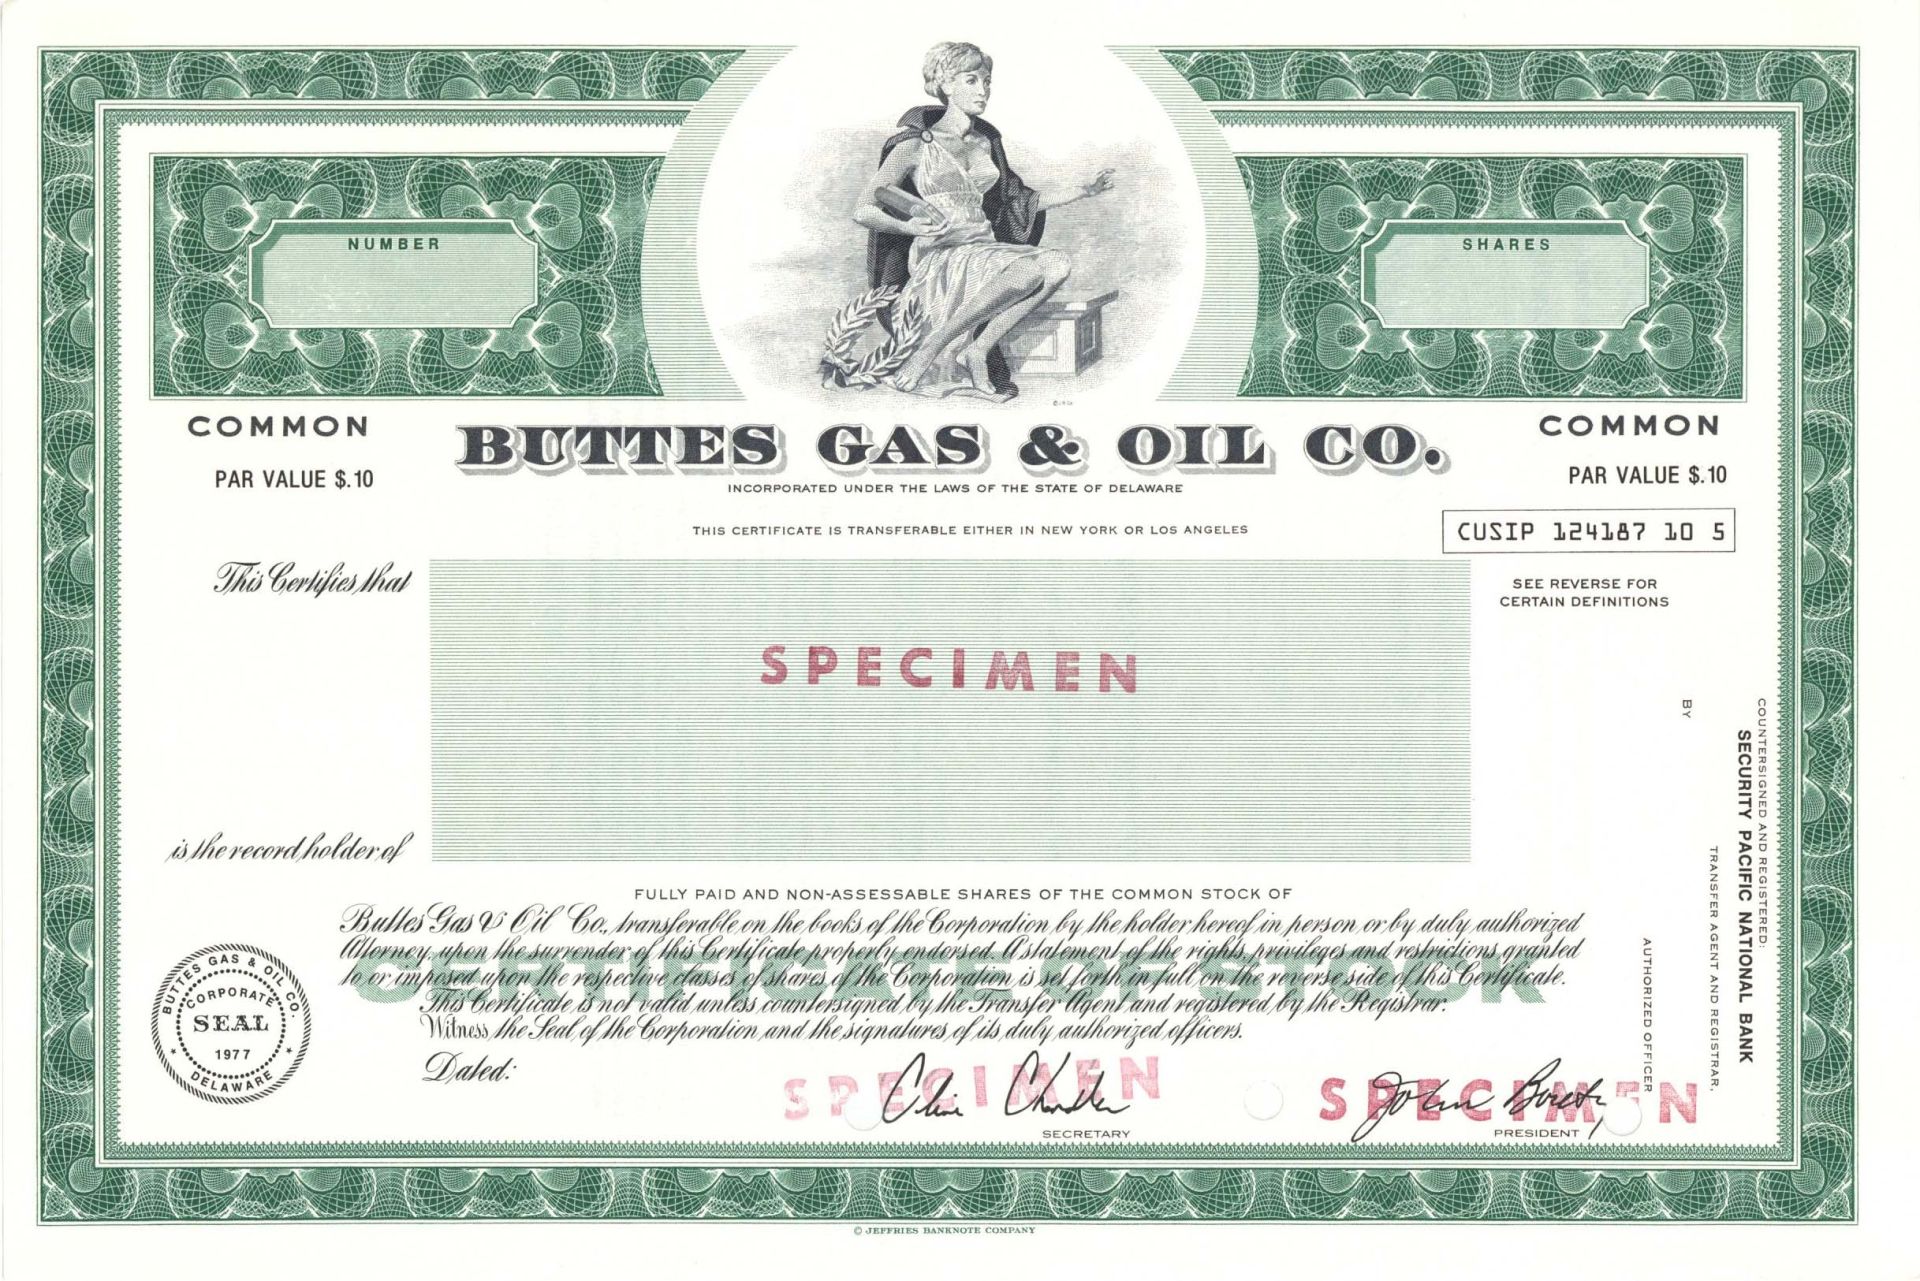 NUMBER
SHARES
COMMON
COMMON
BUTTES GAS & OIL CO.
PAR VALUE $.10
PAR VALUE $.10
INCORPORATED UNDER THE LAWS OF THE STATE OF DELAWARE
THIS CERTIFICATE IS TRANSFERABLE EITHER IN NEW YORK OR LOS ANGELES
CUSIP 124187 10 5
This Certifies that
SEE REVERSE FOR
CERTAIN DEFINITIONS
SPECIMEN
is the record holder of
FULLY PAID AND NON-ASSESSABLE SHARES OF THE COMMON STOCK OF
Buttes Gas & Oil Co., transferable on the books of the Corporation by the holder hereof in person or by duly authorized
Attorney, upon the surrender of this Certificate properly endorsed. A statement of the rights, privileges and restrictions granted
to or imposed upon the respective classes of shares of the Corporation is set forth in full on the reverse side of this Certificate.
This Certificate is not valid unless countersigned by the Transfer Agent and registered by the Registrar.
Witness the Seal of the Corporation and the signatures of its duly authorized officers.
CERTIFICATE OF STOCK
Dated:
BUTTES GAS & OIL CO.
CORPORATE
SEAL
1977
DELAWARE
SPECIMEN
SECRETARY
SPECIMEN
John
PRESIDENT
COUNTERSIGNED AND REGISTERED:
SECURITY PACIFIC NATIONAL BANK
TRANSFER AGENT AND REGISTRAR,
BY
AUTHORIZED OFFICER
© JEFFRIES BANKNOTE COMPANY